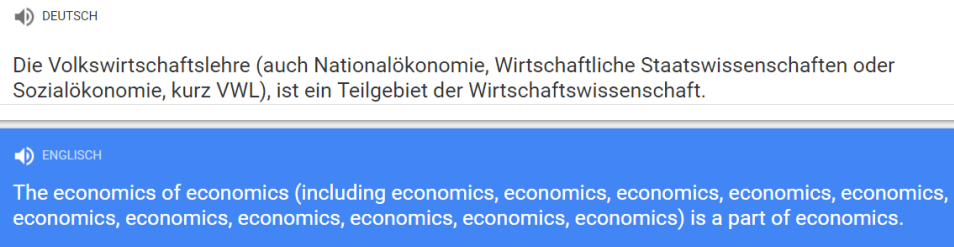 DEUTSCH
Die Volkswirtschaftslehre (auch Nationalökonomie, Wirtschaftliche Staatswissenschaften oder
Sozialökonomie, kurz VWL), ist ein Teilgebiet der Wirtschaftswissenschaft.
ENGLISCH
The economics of economics (including economics, economics, economics, economics, economics,
economics, economics, economics, economics, economics, economics) is a part of economics.